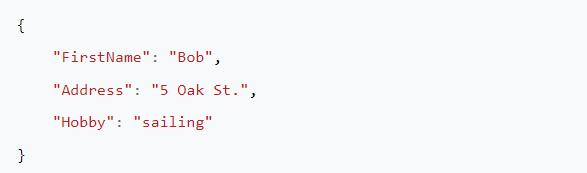 {
    "FirstName": "Bob",
    "Address": "5 Oak St.",
    "Hobby": "sailing"
}